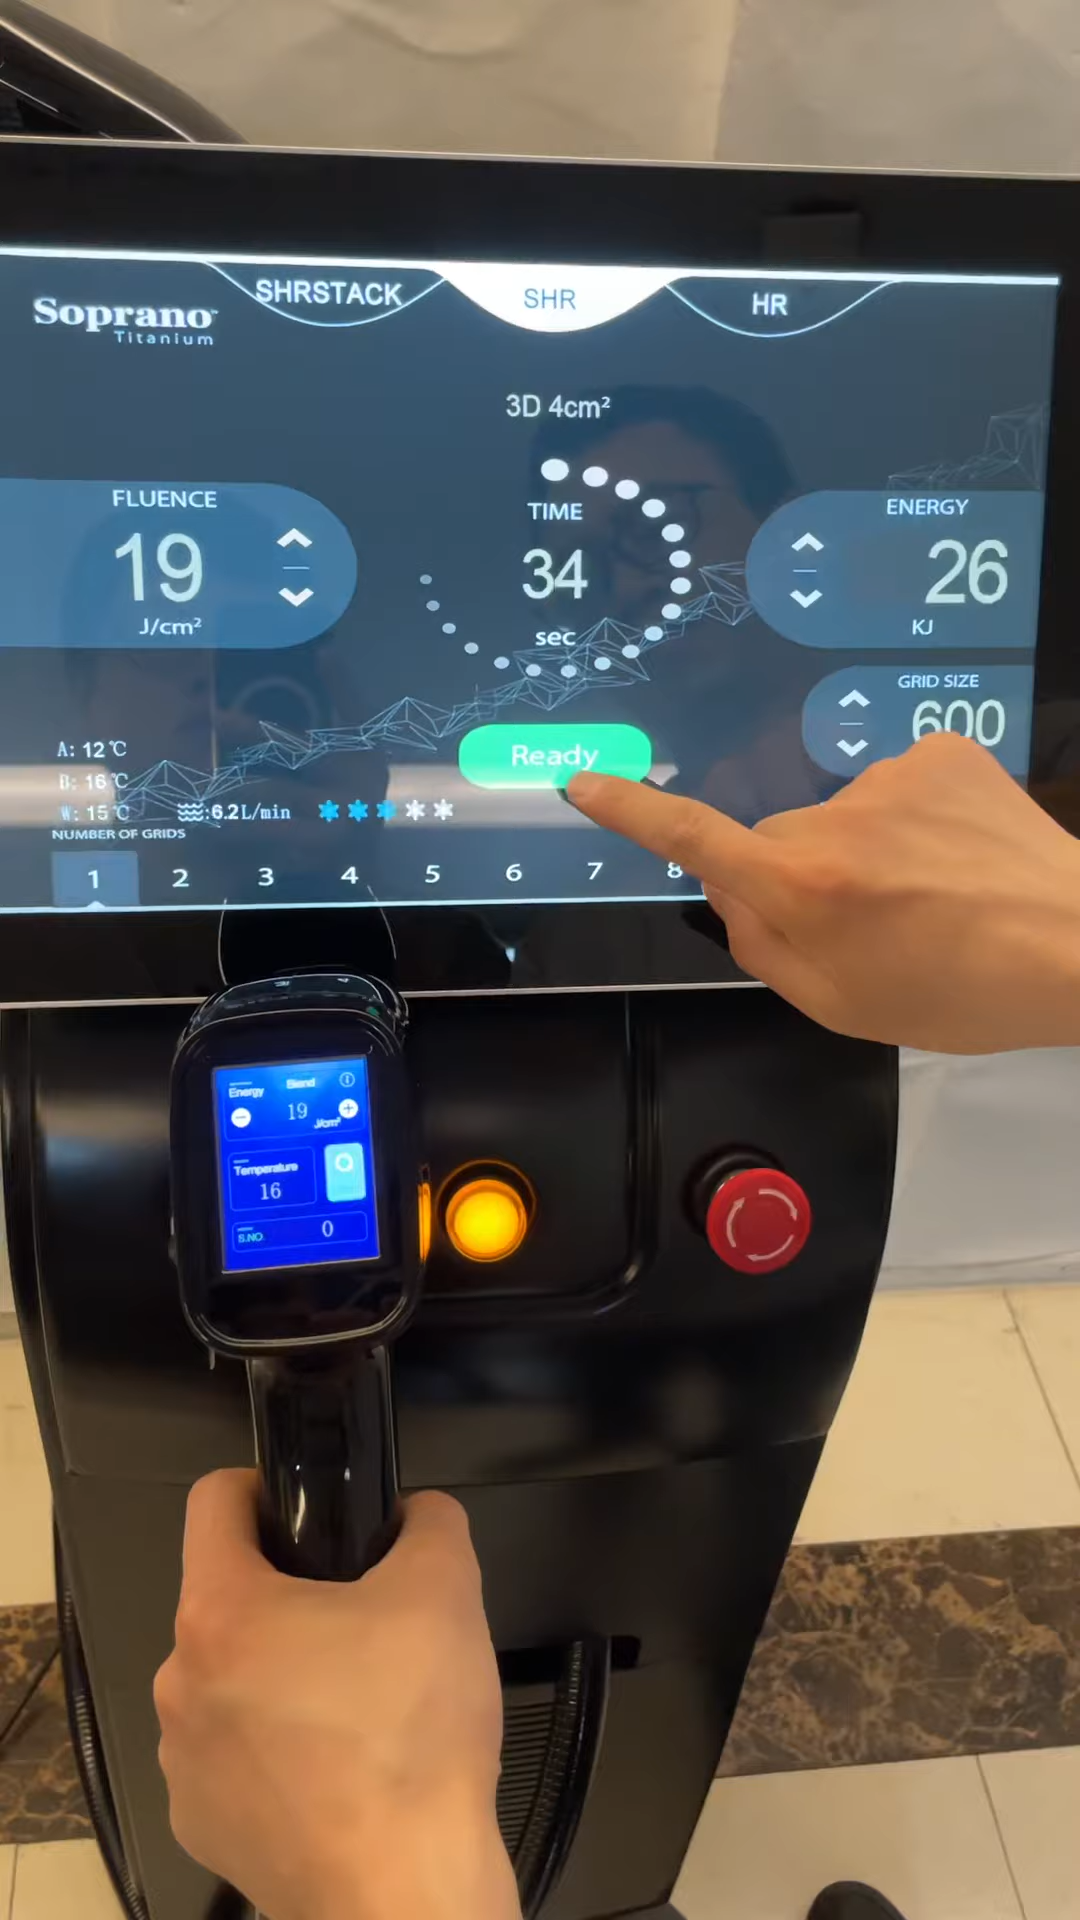 SHRSTACK
SHR
HR
Soprano™
Titanium
3D 4cm²
FLUENCE
19
J/cm²
TIME
34
sec
ENERGY
26
KJ
GRID SIZE
600
Ready
A: 12℃
B: 16℃
W: 15℃
:6.2L/min
NUMBER OF GRIDS
1 2 3 4 5 6 7 8
Energy
19
J/cm²
Temperature
16
S.NO.
0